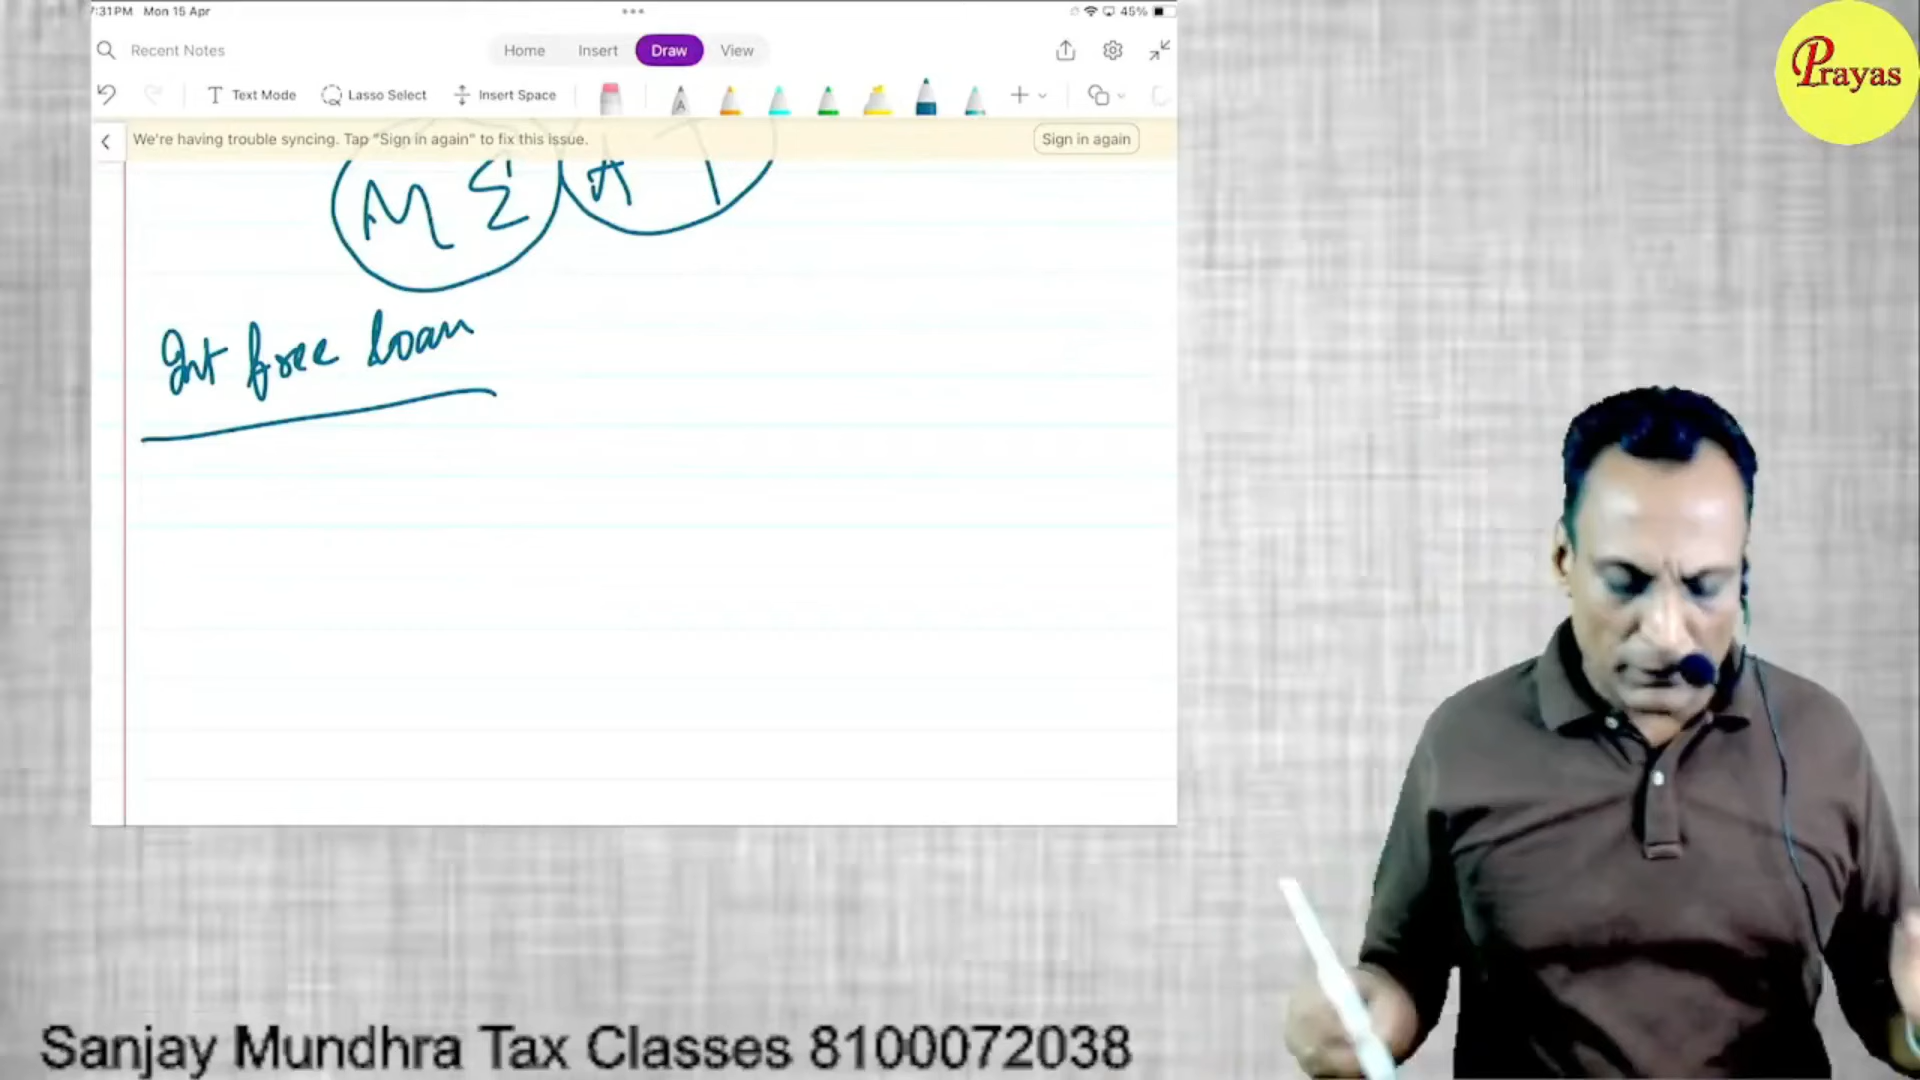 7:31PM Mon 15 Apr
45%
Recent Notes
Home Insert Draw View
Text Mode Lasso Select Insert Space
A
We're having trouble syncing. Tap "Sign in again" to fix this issue.
Sign in again
M E A T
Int free loan
Prayas
Sanjay Mundhra Tax Classes 8100072038